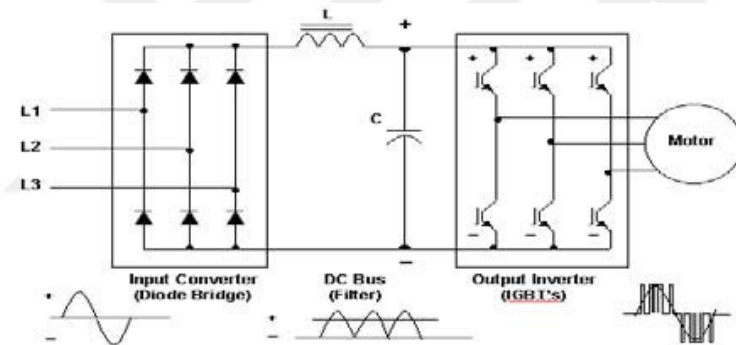 L
+
+ + +
L1
L2
L3
C
Motor
− − −
−
Input Converter
(Diode Bridge)
DC Bus
(Filter)
Output Inverter
(IGBT's)
+
−
+
−